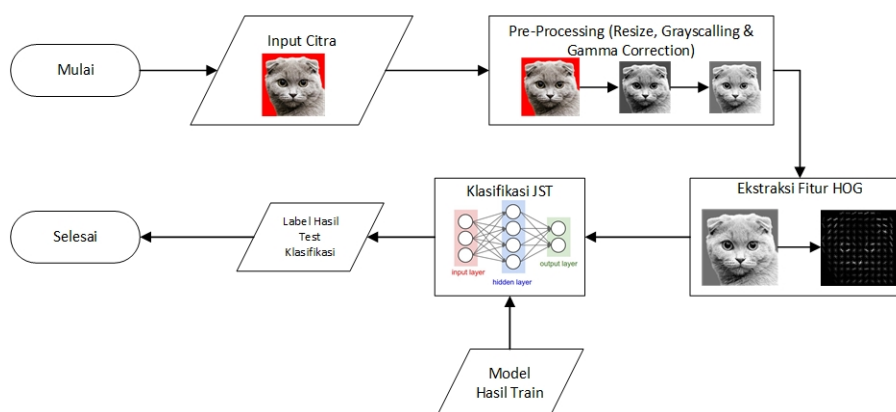 Mulai
Input Citra
Pre-Processing (Resize, Grayscalling &
Gamma Correction)
Ekstraksi Fitur HOG
Klasifikasi JST
input layer
hidden layer
output layer
Label Hasil
Test
Klasifikasi
Selesai
Model
Hasil Train